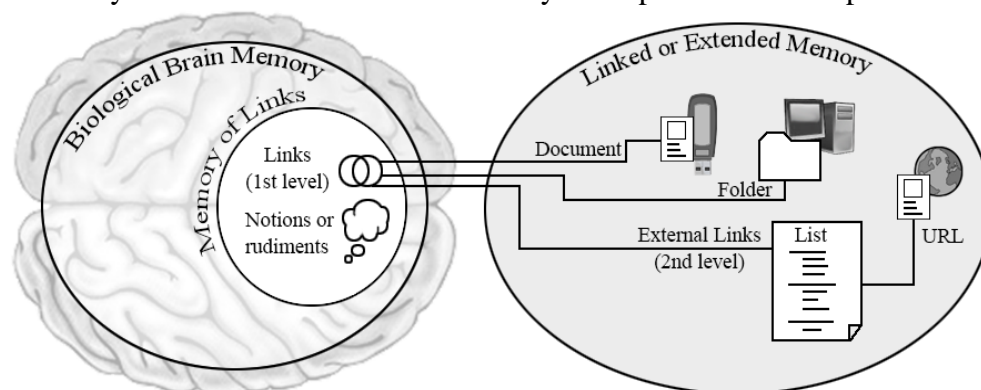 Biological Brain Memory
Memory of Links
Links
(1st level)
Notions or
rudiments
Linked or Extended Memory
Document
Folder
External Links
(2nd level)
List
URL